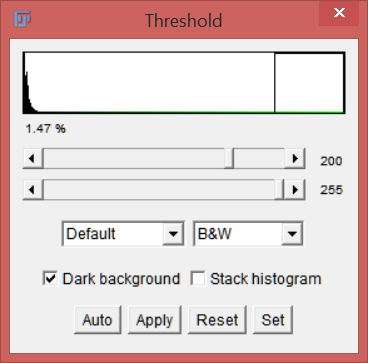 Threshold
1.47 %
200
255
Default B&W
Dark background Stack histogram
Auto Apply Reset Set